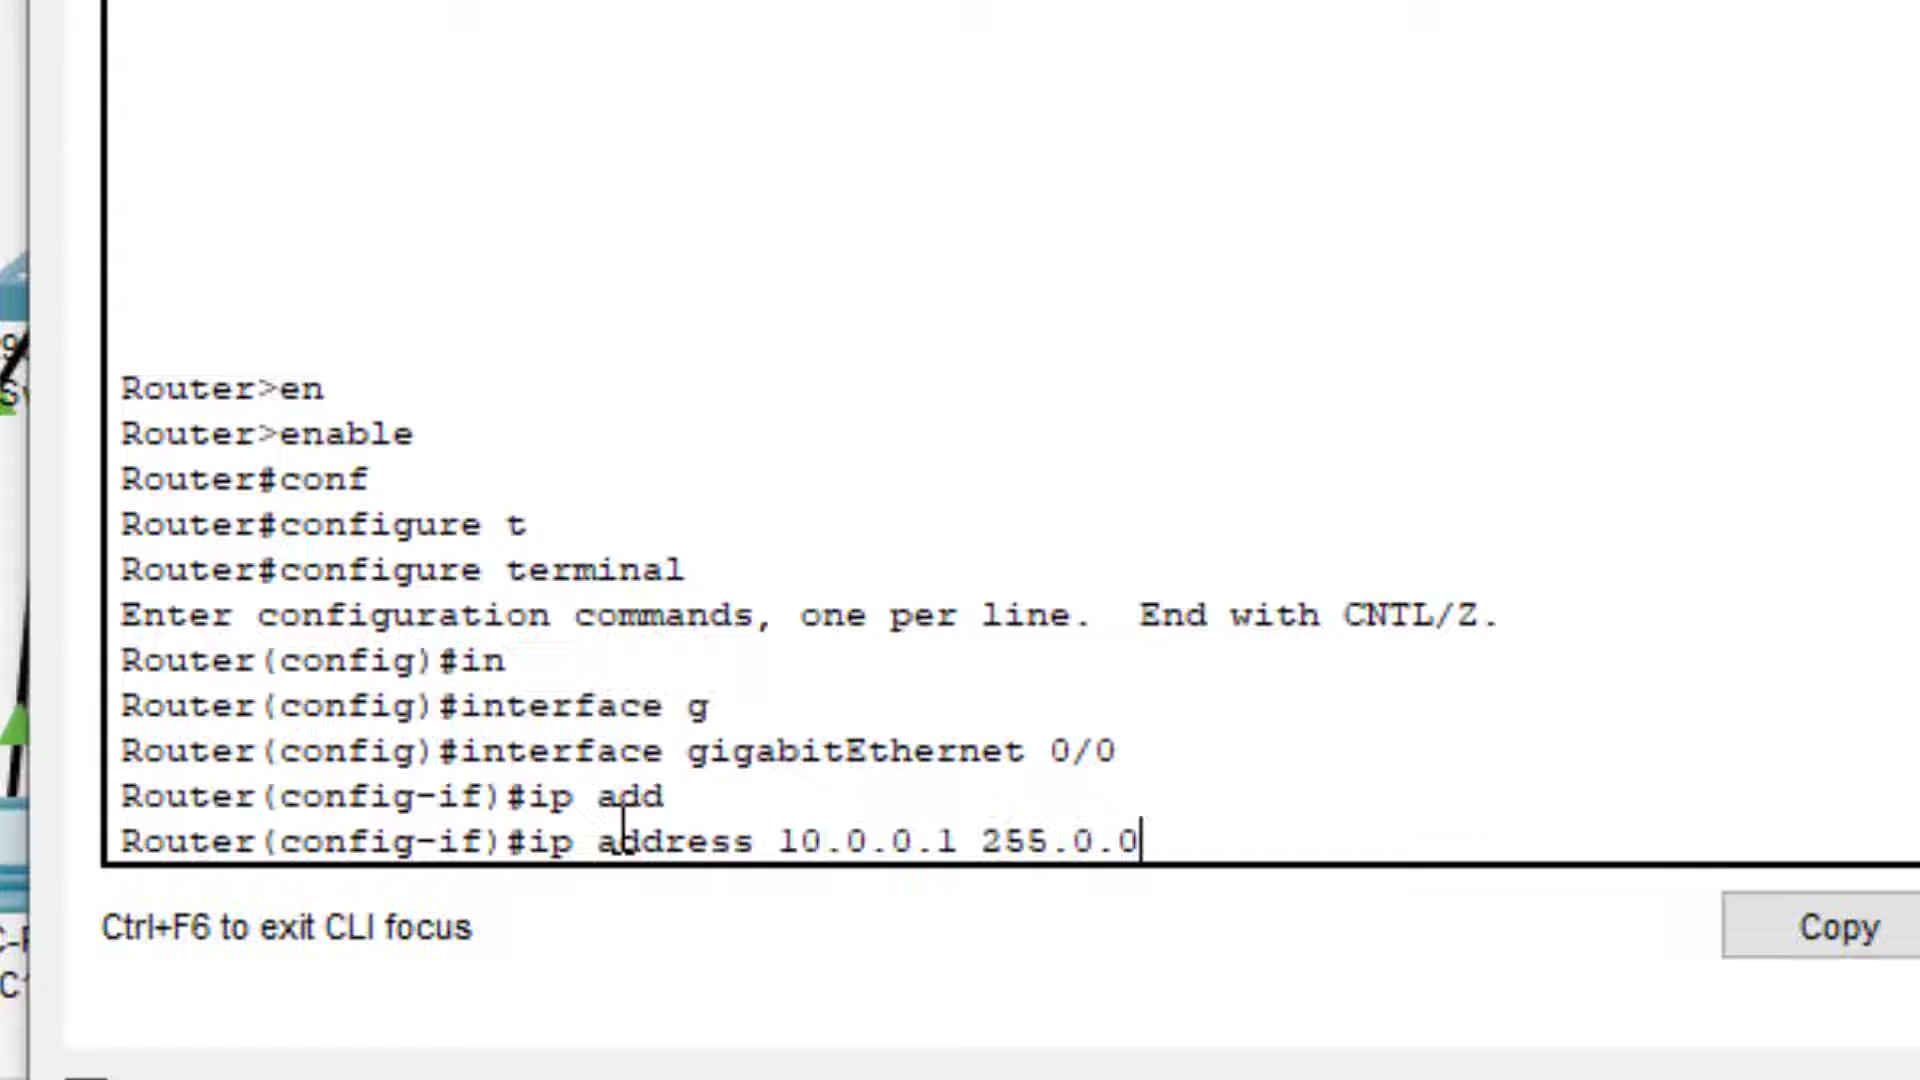 Router>en
Router>enable
Router#conf
Router#configure t
Router#configure terminal
Enter configuration commands, one per line.  End with CNTL/Z.
Router(config)#in
Router(config)#interface g
Router(config)#interface gigabitEthernet 0/0
Router(config-if)#ip add
Router(config-if)#ip address 10.0.0.1 255.0.0
Ctrl+F6 to exit CLI focus
Copy